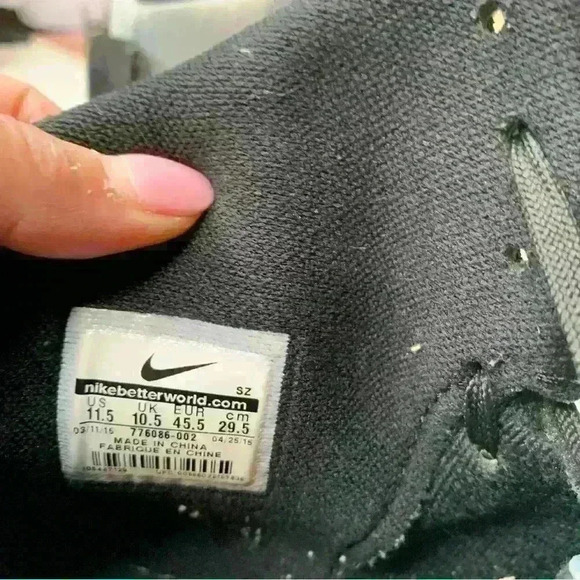 SZ
nikebetterworld.com
US UK EUR cm
11.5 10.5 45.5 29.5
03/11/15 776086-002 04/25/15
MADE IN CHINA
FABRIQUE EN CHINE